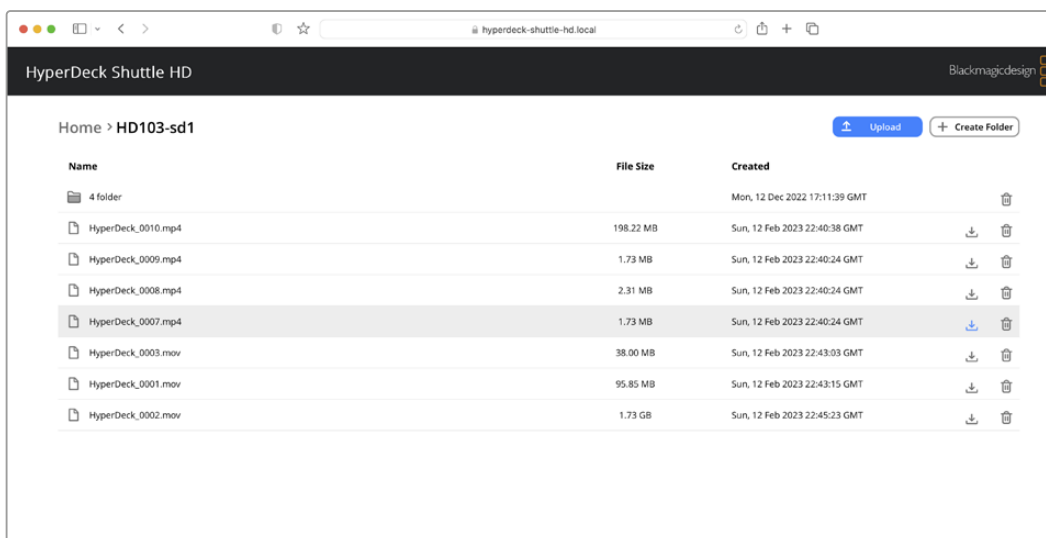 hyperdeck-shuttle-hd.local
HyperDeck Shuttle HD
Blackmagicdesign
Home > HD103-sd1
Upload
+ Create Folder
Name File Size Created
4 folder Mon, 12 Dec 2022 17:11:39 GMT
HyperDeck_0010.mp4 198.22 MB Sun, 12 Feb 2023 22:40:38 GMT
HyperDeck_0009.mp4 1.73 MB Sun, 12 Feb 2023 22:40:24 GMT
HyperDeck_0008.mp4 2.31 MB Sun, 12 Feb 2023 22:40:24 GMT
HyperDeck_0007.mp4 1.73 MB Sun, 12 Feb 2023 22:40:24 GMT
HyperDeck_0003.mov 38.00 MB Sun, 12 Feb 2023 22:43:03 GMT
HyperDeck_0001.mov 95.85 MB Sun, 12 Feb 2023 22:43:15 GMT
HyperDeck_0002.mov 1.73 GB Sun, 12 Feb 2023 22:45:23 GMT